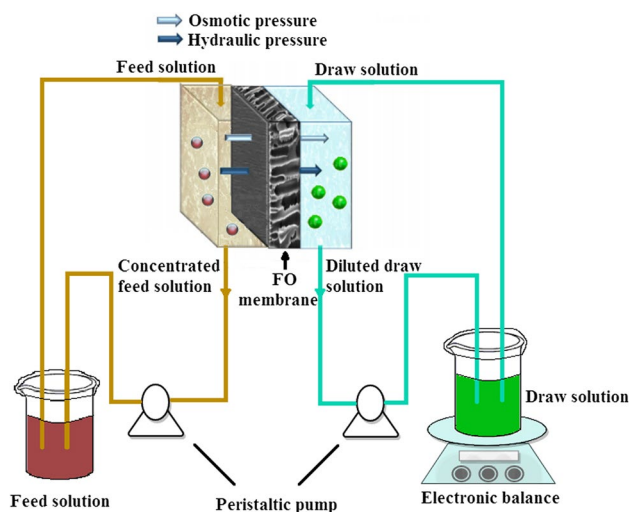 Osmotic pressure
Hydraulic pressure
Feed solution
Draw solution
Concentrated
feed solution
FO
membrane
Diluted draw
solution
Draw solution
Feed solution
Peristaltic pump
Electronic balance